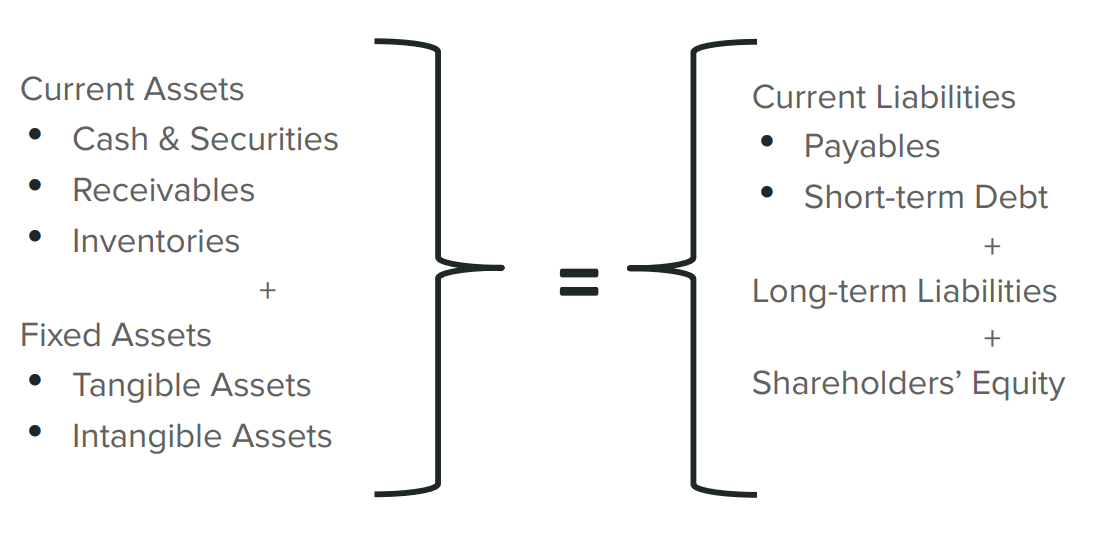 Current Assets
• Cash & Securities
• Receivables
• Inventories
+
Fixed Assets
• Tangible Assets
• Intangible Assets
=
Current Liabilities
• Payables
• Short-term Debt
+
Long-term Liabilities
+
Shareholders’ Equity